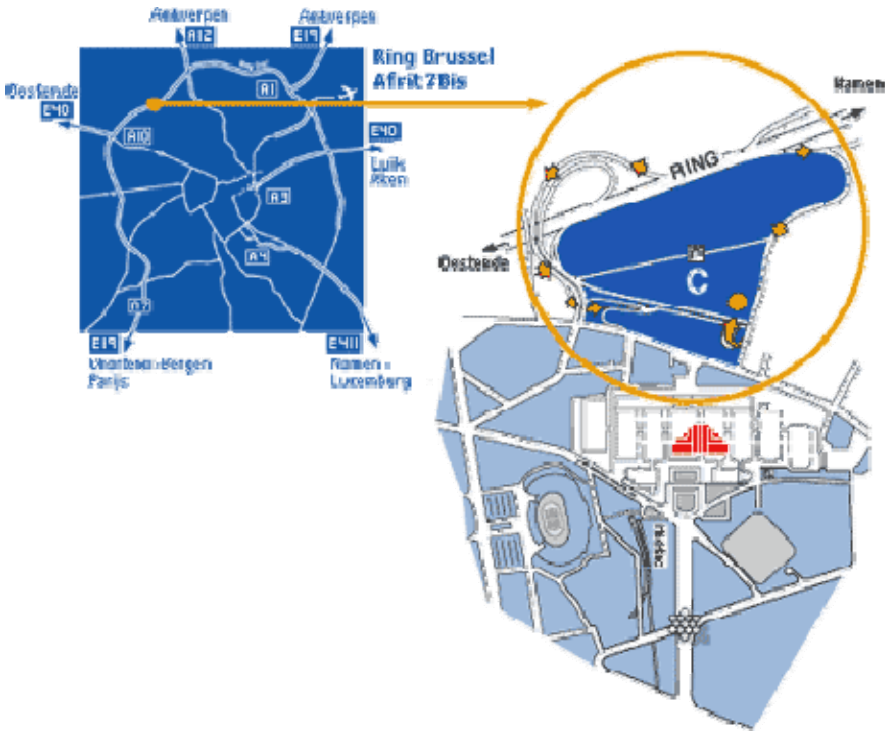 Antwerpen
Antwerpen
A12
E19
Ring Brussel
Afrit 7Bis
Oostende
E40
A1
A10
E40
Luik
Aken
A3
A4
A7
E19
Bergen
Parijs
E411
Namen
Luxemburg
Namen
RING
Oostende
P
C